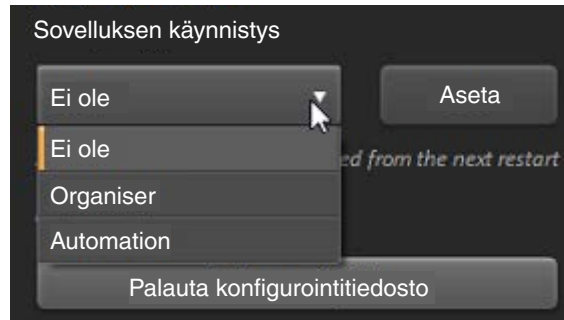 Sovelluksen käynnistys
Ei ole
Aseta
Ei ole
ed from the next restart
Organiser
Automation
Palauta konfigurointitiedosto